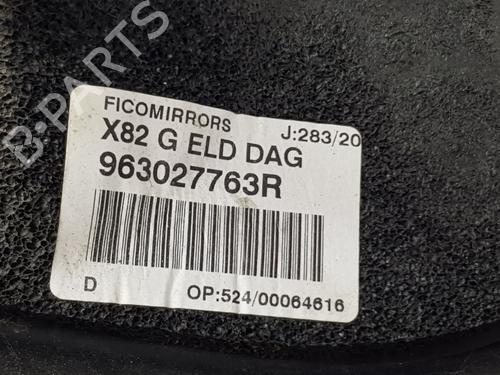 FICOMIRRORS J:283/20
X82 G ELD DAG
963027763R
D OP:524/00064616
B-PARTS